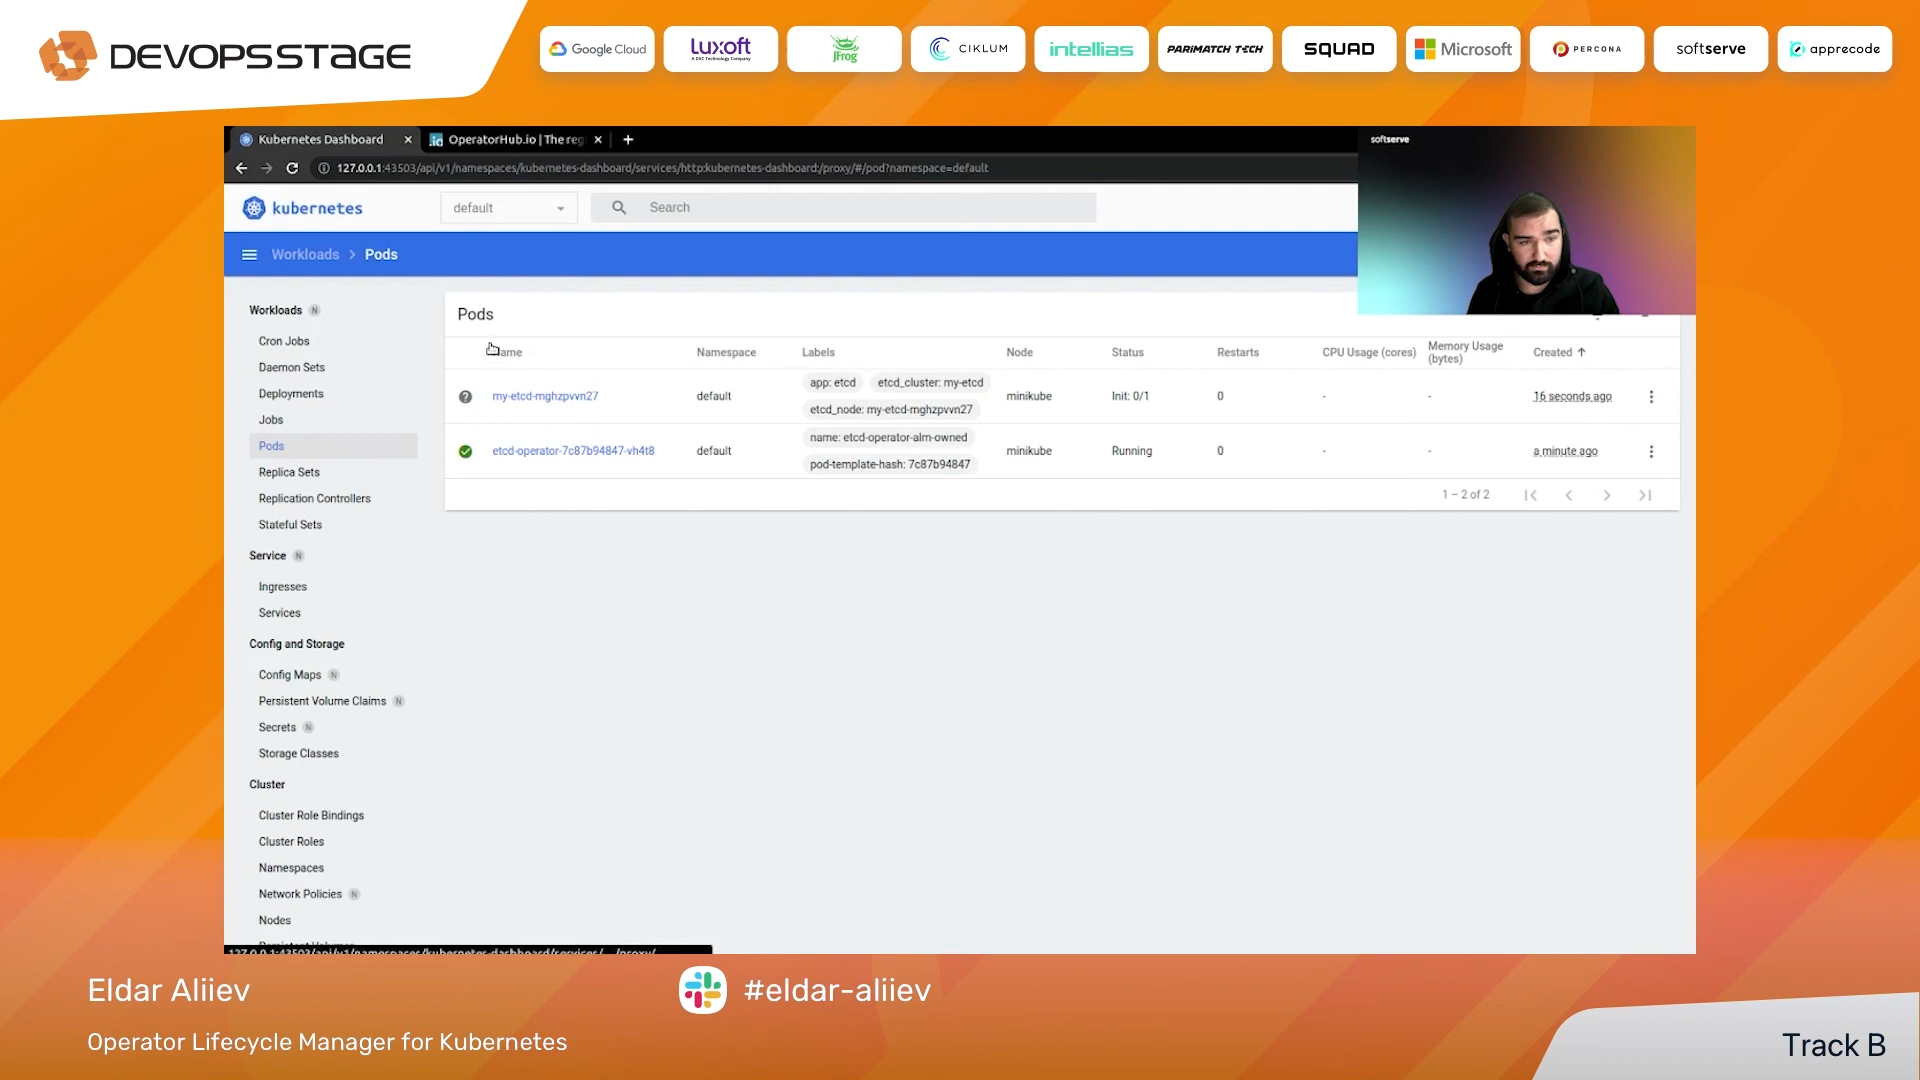 DEVOPSSTAGE
Google Cloud
Luxoft
A DXC Technology Company
JFrog
CIKLUM
intellias
PARIMATCH TECH
SQUAD
Microsoft
PERCONA
softserve
apprecode
Kubernetes Dashboard
OperatorHub.io | The reg
127.0.0.1:43503/api/v1/namespaces/kubernetes-dashboard/services/http:kubernetes-dashboard:/proxy/#/pod?namespace=default
softserve
kubernetes
default
Search
Workloads > Pods
Workloads N
Cron Jobs
Daemon Sets
Deployments
Jobs
Pods
Replica Sets
Replication Controllers
Stateful Sets
Service N
Ingresses
Services
Config and Storage
Config Maps N
Persistent Volume Claims N
Secrets N
Storage Classes
Cluster
Cluster Role Bindings
Cluster Roles
Namespaces
Network Policies N
Nodes
Pods
Name Namespace Labels Node Status Restarts CPU Usage (cores) Memory Usage (bytes) Created
my-etcd-mghzpvvn27 default app: etcd etcd_cluster: my-etcd minikube Init: 0/1 0 - - 16 seconds ago
etcd_node: my-etcd-mghzpvvn27
etcd-operator-7c87b94847-vh4t8 default name: etcd-operator-alm-owned minikube Running 0 - - a minute ago
pod-template-hash: 7c87b94847
1 – 2 of 2
Eldar Aliiev
#eldar-aliiev
Operator Lifecycle Manager for Kubernetes
Track B